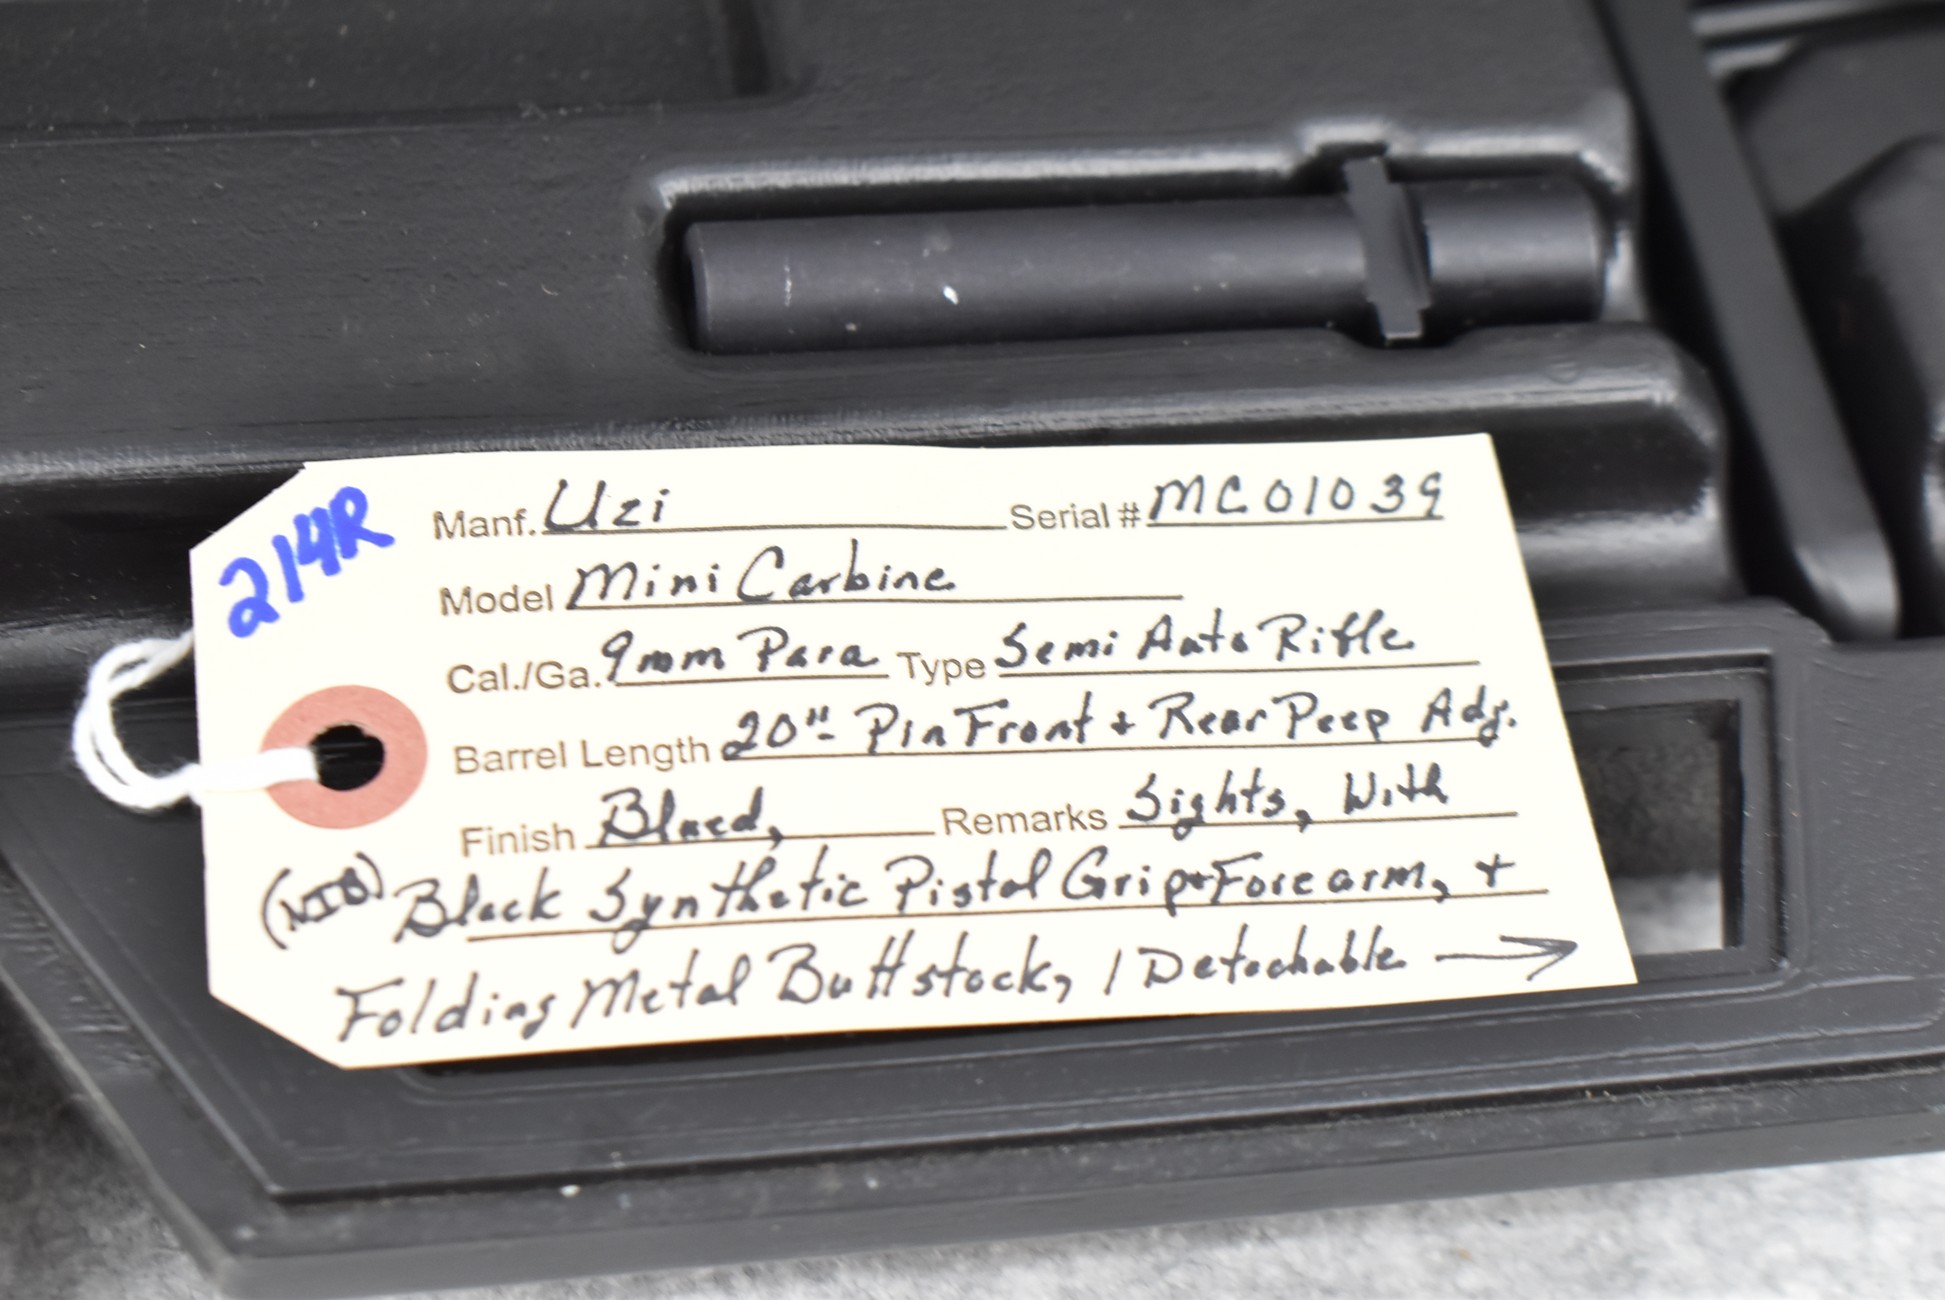 214R
Manf. Uzi Serial # MC01039
Model Mini Carbine
Cal./Ga. 9mm Para Type Semi Auto Rifle
Barrel Length 20"- Pin Front + Rear Peep Adj.
Finish Blued, Remarks Sights, With
(NIB) Black Synthetic Pistol Grip+Forearm, +
Folding Metal Buttstock, 1 Detachable →